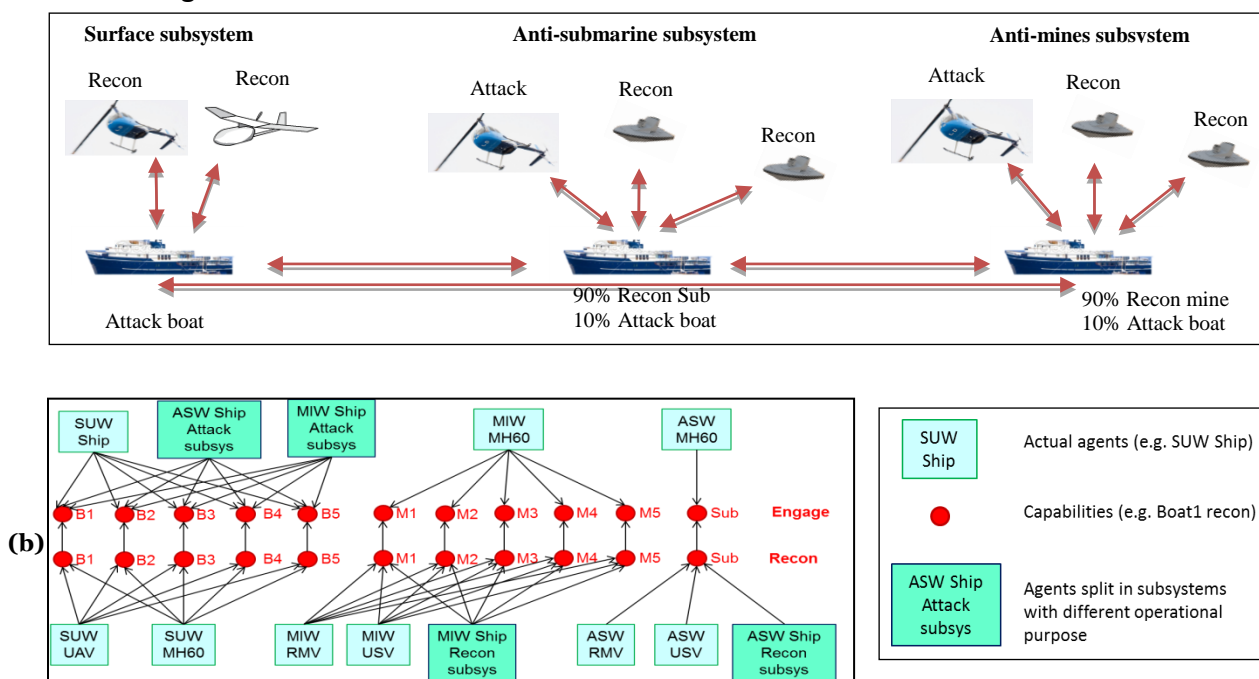 Surface subsystem
Anti-submarine subsystem
Anti-mines subsystem
Recon
Recon
Attack
Recon
Recon
Attack
Recon
Recon
Attack boat
90% Recon Sub
10% Attack boat
90% Recon mine
10% Attack boat
(b)
SUW
Ship
ASW Ship
Attack
subsys
MIW Ship
Attack
subsys
MIW
MH60
ASW
MH60
B1 B2 B3 B4 B5 M1 M2 M3 M4 M5 Sub Engage
B1 B2 B3 B4 B5 M1 M2 M3 M4 M5 Sub Recon
SUW
UAV
SUW
MH60
MIW
RMV
MIW
USV
MIW Ship
Recon
subsys
ASW
RMV
ASW
USV
ASW Ship
Recon
subsys
SUW
Ship
Actual agents (e.g. SUW Ship)
Capabilities (e.g. Boat1 recon)
ASW Ship
Attack
subsys
Agents split in subsystems
with different operational
purpose